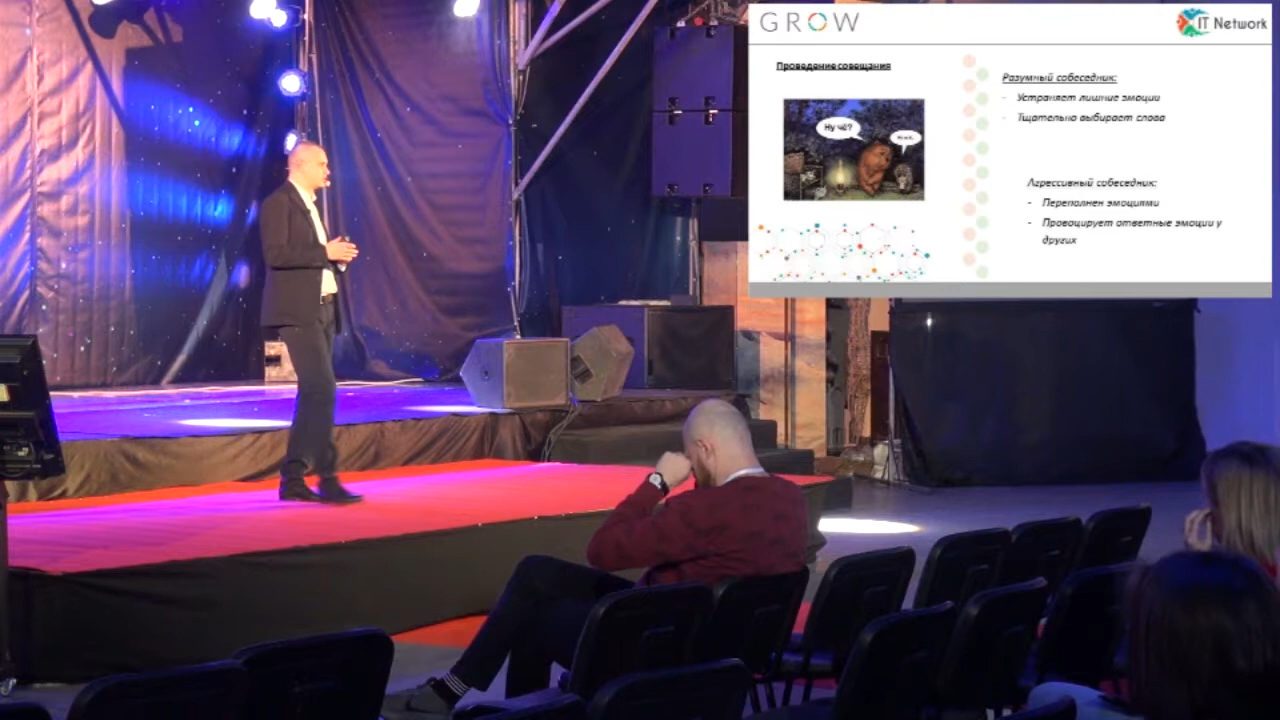 GROW
IT Network
Проведение совещания
Ну чё?
Разумный собеседник:
- Устраняет лишние эмоции
- Тщательно выбирает слова
Агрессивный собеседник:
- Переполнен эмоциями
- Провоцирует ответные эмоции у
других